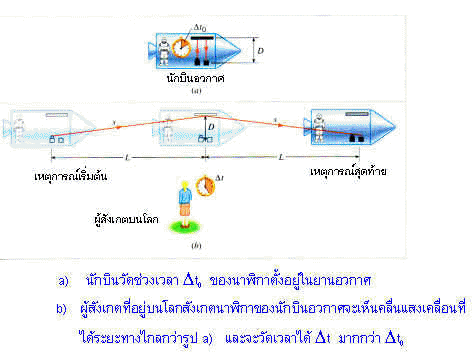 Δt₀
D
นักบินอวกาศ
(a)
s
s
D
L
L
เหตุการณ์เริ่มต้น
เหตุการณ์สุดท้าย
Δt
ผู้สังเกตบนโลก
(b)
a) นักบินวัดช่วงเวลา Δt₀ ของนาฬิกาตั้งอยู่ในยานอวกาศ
b) ผู้สังเกตที่อยู่บนโลกสังเกตนาฬิกาของนักบินอวกาศจะเห็นคลื่นแสงเคลื่อนที่
ได้ระยะทางไกลกว่ารูป a) และจะวัดเวลาได้ Δt มากกว่า Δt₀